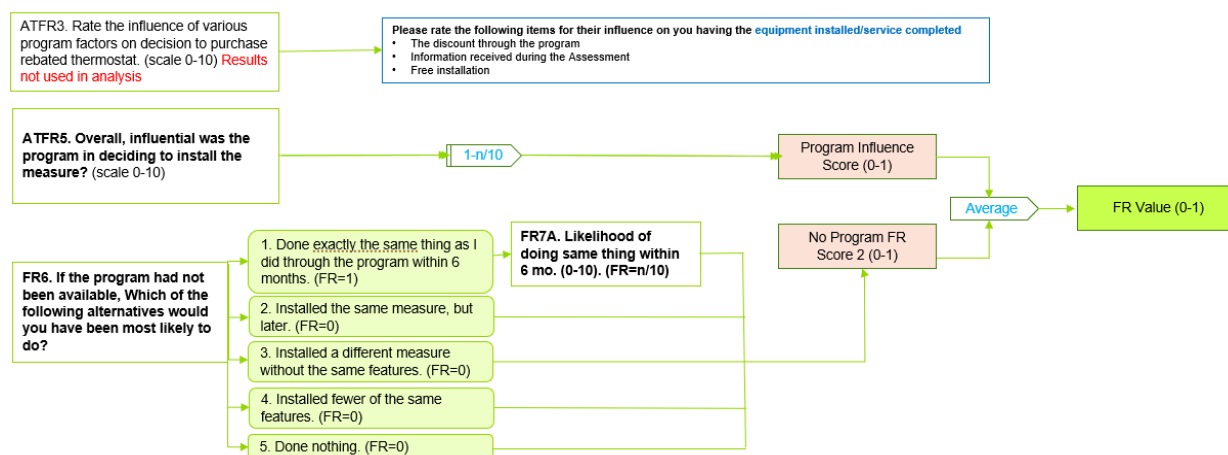 ATFR3. Rate the influence of various
program factors on decision to purchase
rebated thermostat. (scale 0-10) Results
not used in analysis
Please rate the following items for their influence on you having the equipment installed/service completed
• The discount through the program
• Information received during the Assessment
• Free installation
ATFR5. Overall, influential was the
program in deciding to install the
measure? (scale 0-10)
1-n/10
Program Influence
Score (0-1)
Average
FR Value (0-1)
No Program FR
Score 2 (0-1)
FR6. If the program had not
been available, Which of the
following alternatives would
you have been most likely to
do?
1. Done exactly the same thing as I
did through the program within 6
months. (FR=1)
FR7A. Likelihood of
doing same thing within
6 mo. (0-10). (FR=n/10)
2. Installed the same measure, but
later. (FR=0)
3. Installed a different measure
without the same features. (FR=0)
4. Installed fewer of the same
features. (FR=0)
5. Done nothing. (FR=0)